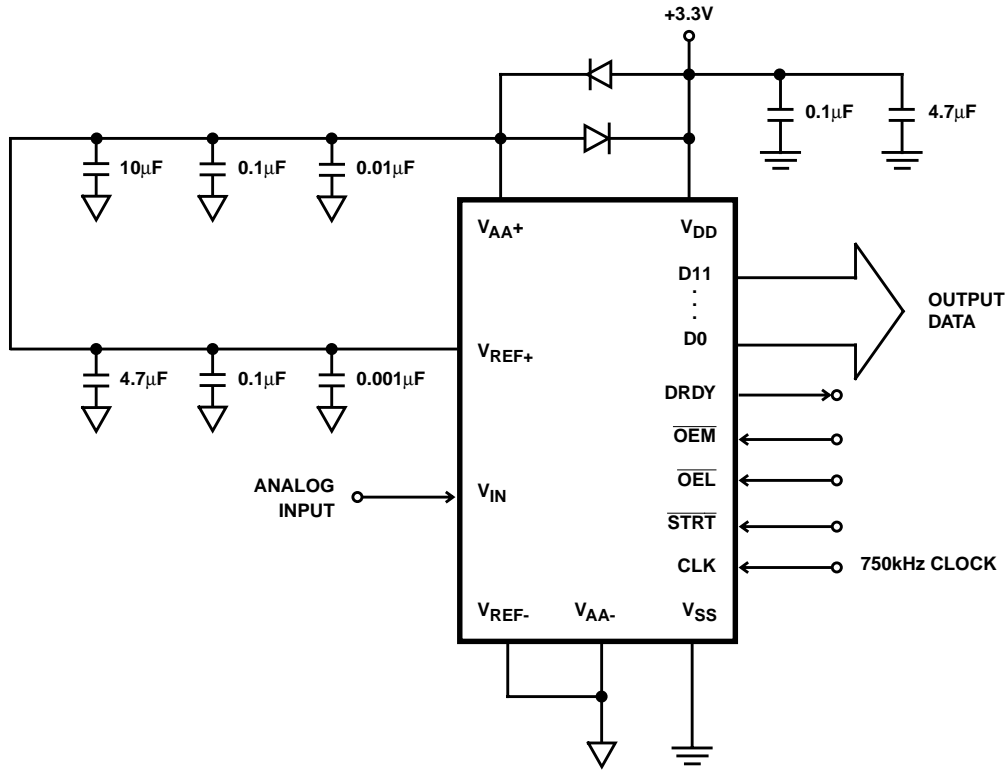 +3.3V
0.1μF
4.7μF
10μF
0.1μF
0.01μF
VAA+
VDD
D11
.
.
.
.
D0
OUTPUT
DATA
4.7μF
0.1μF
0.001μF
VREF+
DRDY
OEM
OEL
ANALOG
INPUT
VIN
STRT
CLK
750kHz CLOCK
VREF-
VAA-
VSS